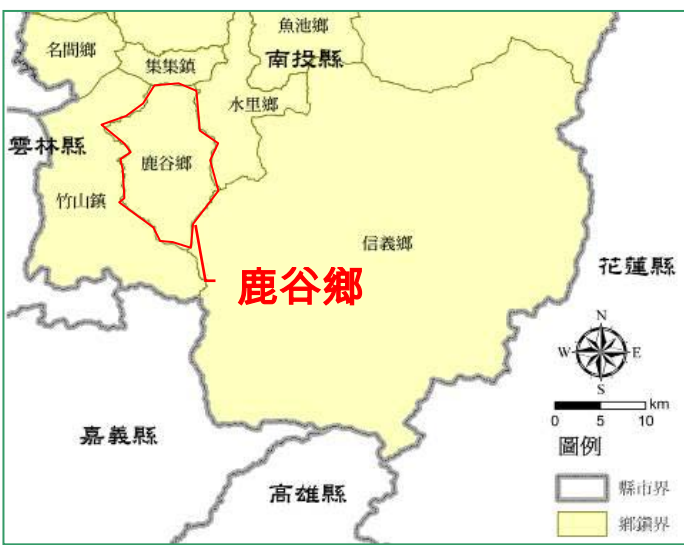 魚池鄉
名間鄉
南投縣
集集鎮
水里鄉
雲林縣
鹿谷鄉
竹山鎮
信義鄉
花蓮縣
鹿谷鄉
N
W
E
S
km
0 5 10
嘉義縣
圖例
縣市界
高雄縣
鄉鎮界